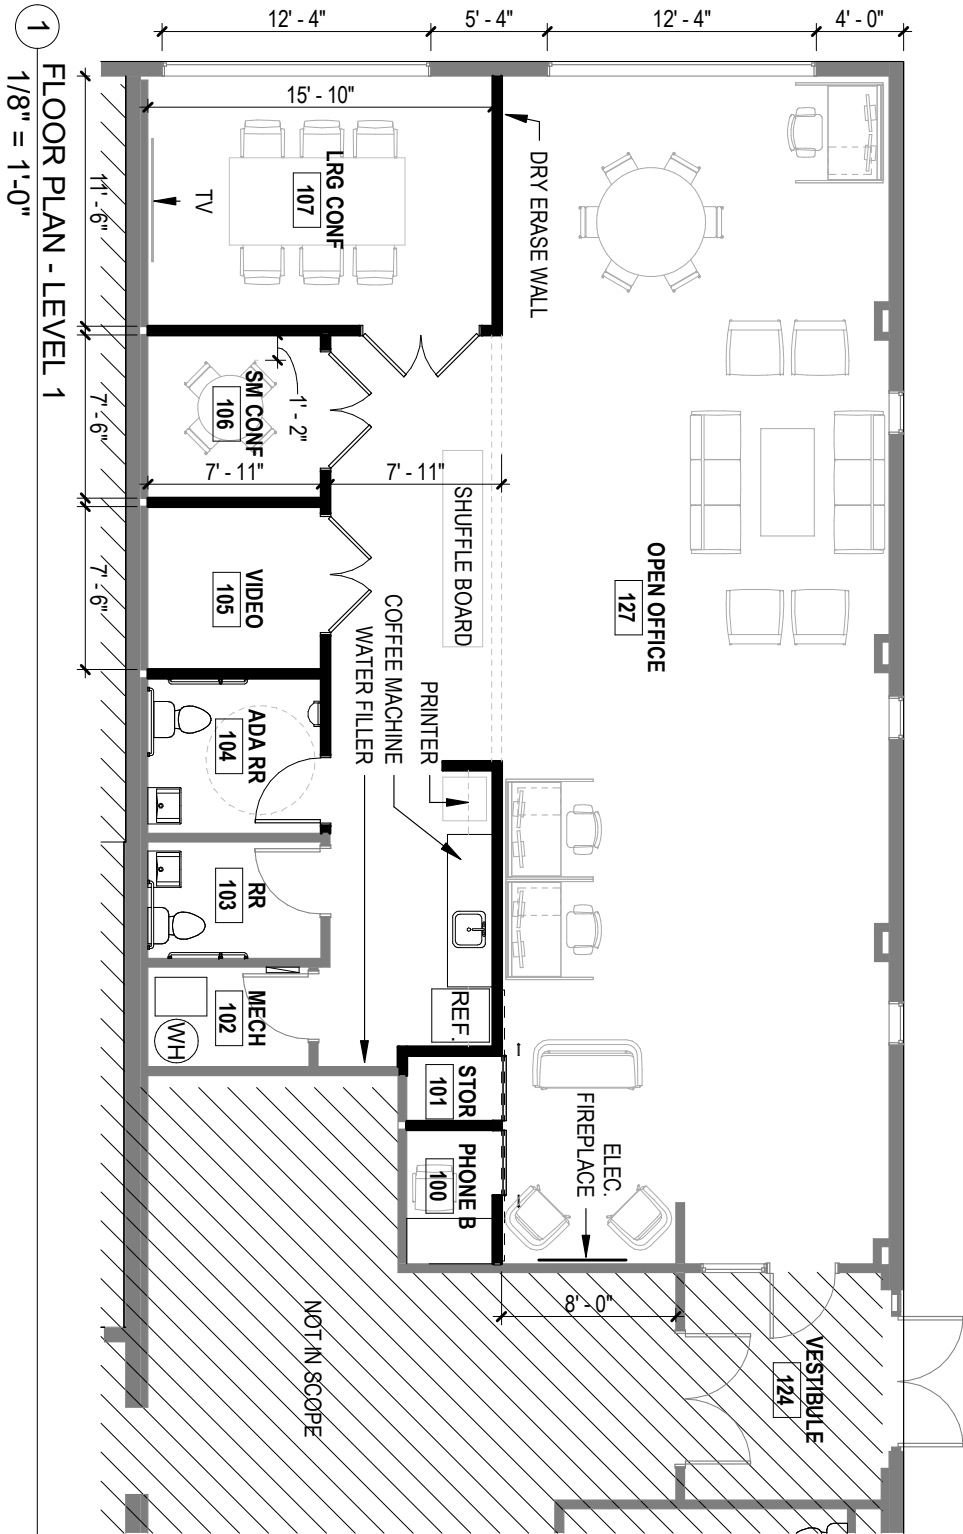 12' - 4"
5' - 4"
12' - 4"
4' - 0"
15' - 10"
11' - 6"
7' - 6"
7' - 6"
TV
LRG CONF
107
DRY ERASE WALL
SM CONF
106
1' - 2"
7' - 11"
7' - 11"
SHUFFLE BOARD
OPEN OFFICE
127
VIDEO
105
COFFEE MACHINE
WATER FILLER
PRINTER
ADA RR
104
RR
103
MECH
102
WH
REF.
STOR
101
PHONE B
100
ELEC.
FIREPLACE
8' - 0"
VESTIBULE
124
NOT IN SCOPE
1
FLOOR PLAN - LEVEL 1
1/8" = 1'-0"